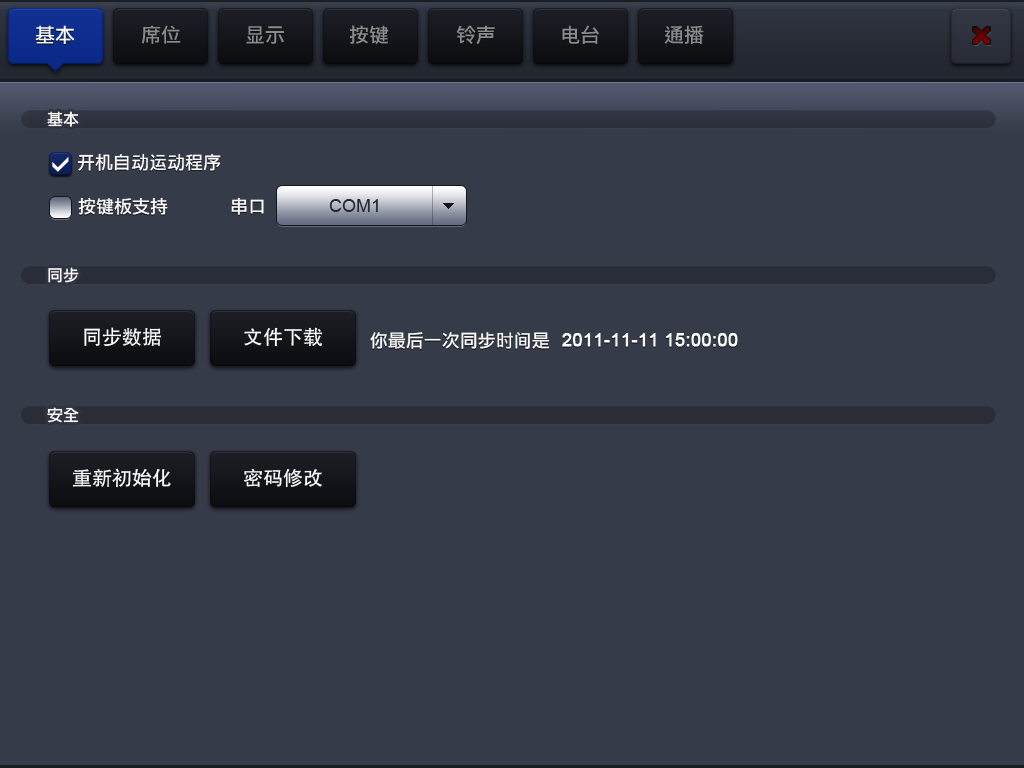 基本 席位 显示 按键 铃声 电台 通播
基本
开机自动运动程序
按键板支持 串口 COM1
同步
同步数据 文件下载 你最后一次同步时间是 2011-11-11 15:00:00
安全
重新初始化 密码修改